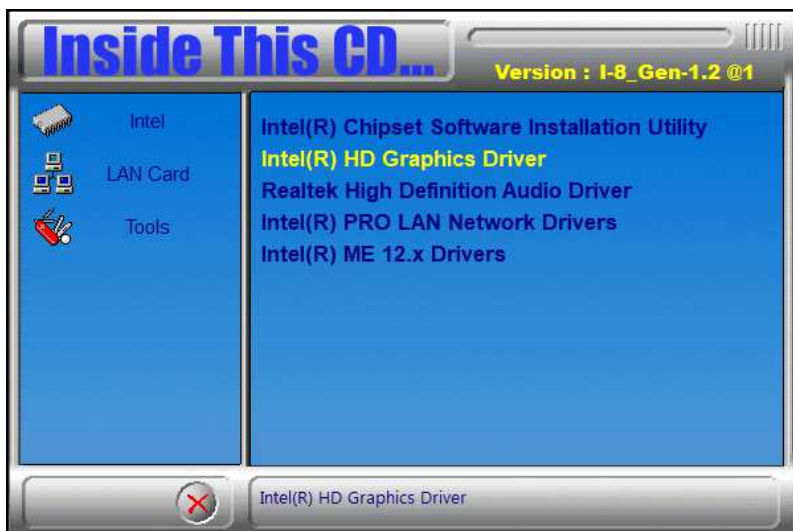 Inside This CD...
Version : I-8_Gen-1.2 @1
Intel
LAN Card
Tools
Intel(R) Chipset Software Installation Utility
Intel(R) HD Graphics Driver
Realtek High Definition Audio Driver
Intel(R) PRO LAN Network Drivers
Intel(R) ME 12.x Drivers
Intel(R) HD Graphics Driver